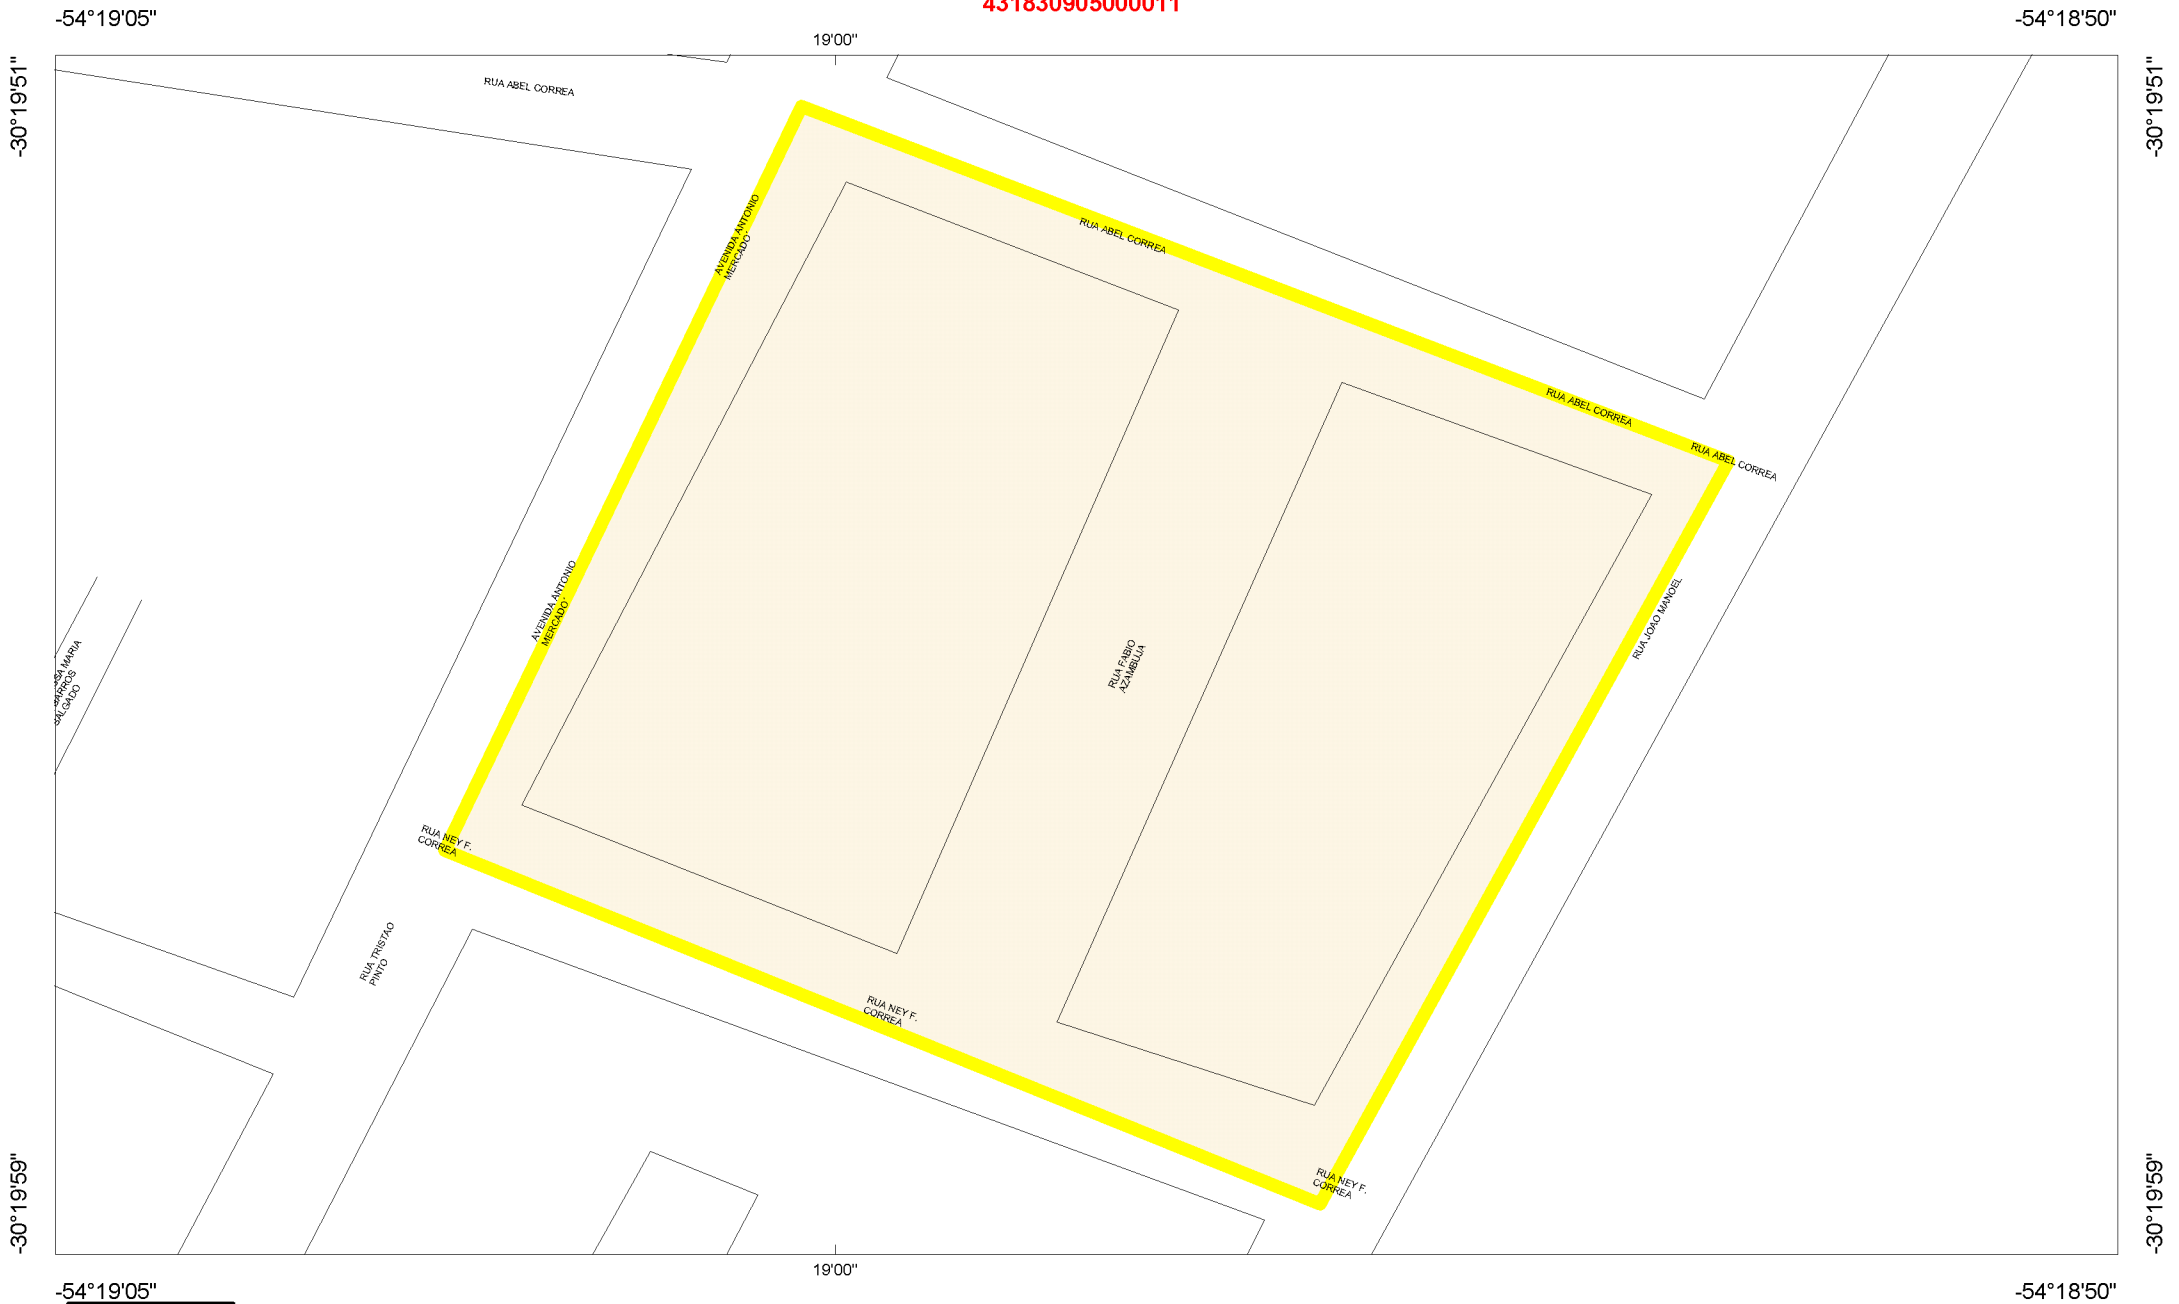 431830905000011
-54°19'05"
-54°18'50"
19'00"
-30°19'51"
-30°19'51"
RUA ABEL CORREA
AVENIDA ANTONIO
MERCADO
RUA ABEL CORREA
RUA ABEL CORREA
RUA ABEL CORREA
AVENIDA ANTONIO
MERCADO
RUA JOAO MANOEL
RUA FABIO
AZAMBUJA
MARIA
BARROS
SALGADO
RUA NEY F.
CORREA
RUA TRISTAO
PINTO
RUA NEY F.
CORREA
RUA NEY F.
CORREA
-30°19'59"
-30°19'59"
19'00"
-54°19'05"
-54°18'50"